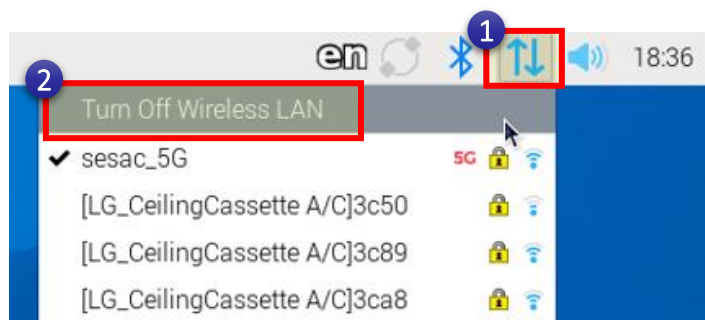 1
en 18:36
2
Turn Off Wireless LAN
sesac_5G 5G
[LG_CeilingCassette A/C]3c50
[LG_CeilingCassette A/C]3c89
[LG_CeilingCassette A/C]3ca8